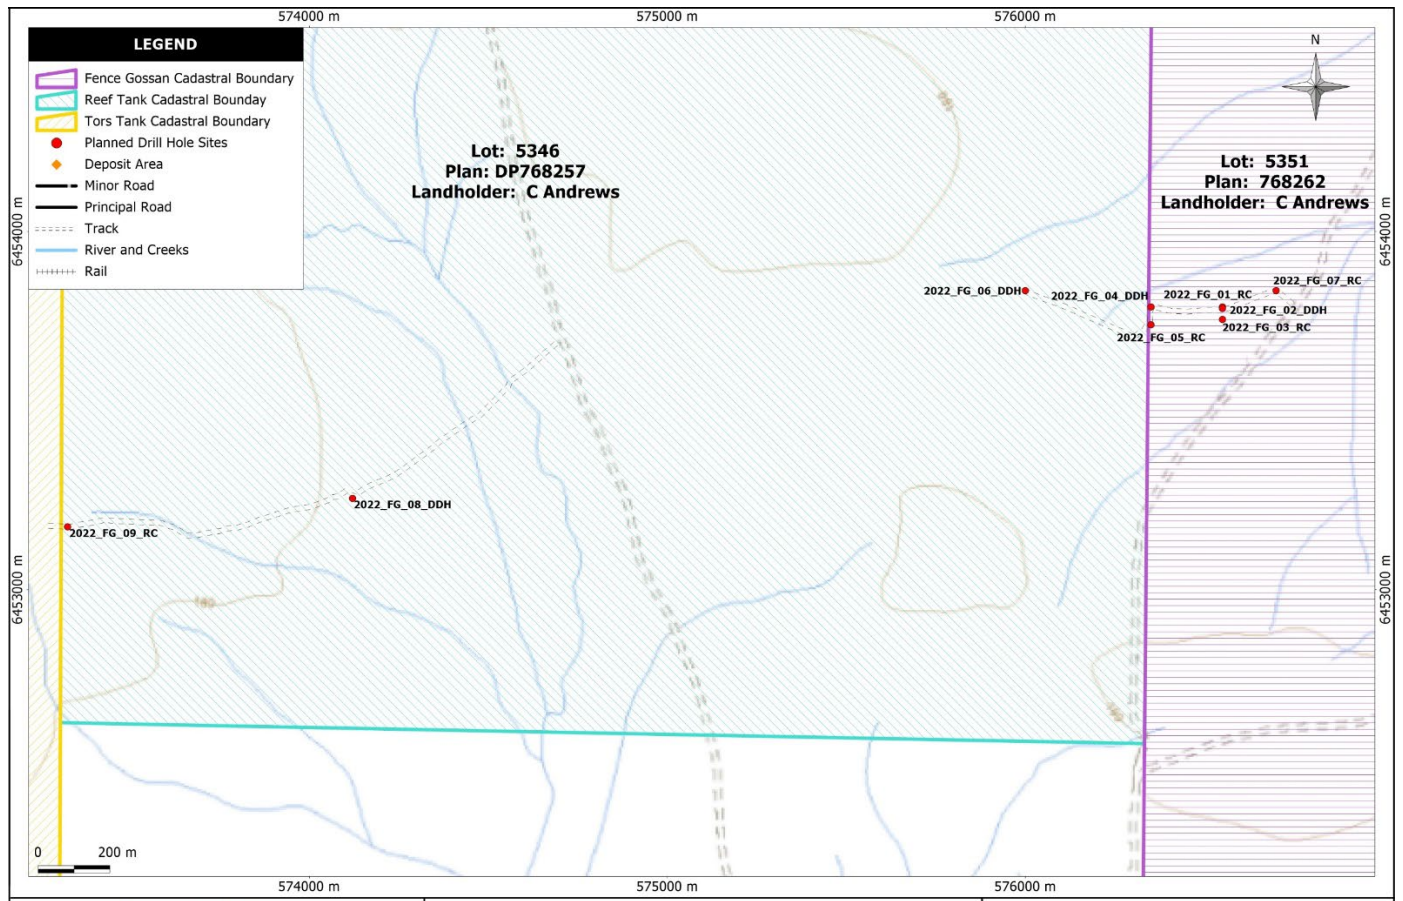 574000 m
575000 m
576000 m
LEGEND
Fence Gossan Cadastral Boundary
Reef Tank Cadastral Bounday
Tors Tank Cadastral Boundary
Planned Drill Hole Sites
Deposit Area
Minor Road
Principal Road
Track
River and Creeks
Rail
N
Lot: 5346
Plan: DP768257
Landholder: C Andrews
Lot: 5351
Plan: 768262
Landholder: C Andrews
6454000 m
6454000 m
2022_FG_06_DDH
2022_FG_04_DDH
2022_FG_01_RC
2022_FG_07_RC
2022_FG_02_DDH
2022_FG_03_RC
2022_FG_05_RC
2022_FG_08_DDH
2022_FG_09_RC
6453000 m
6453000 m
180
0
200 m
574000 m
575000 m
576000 m